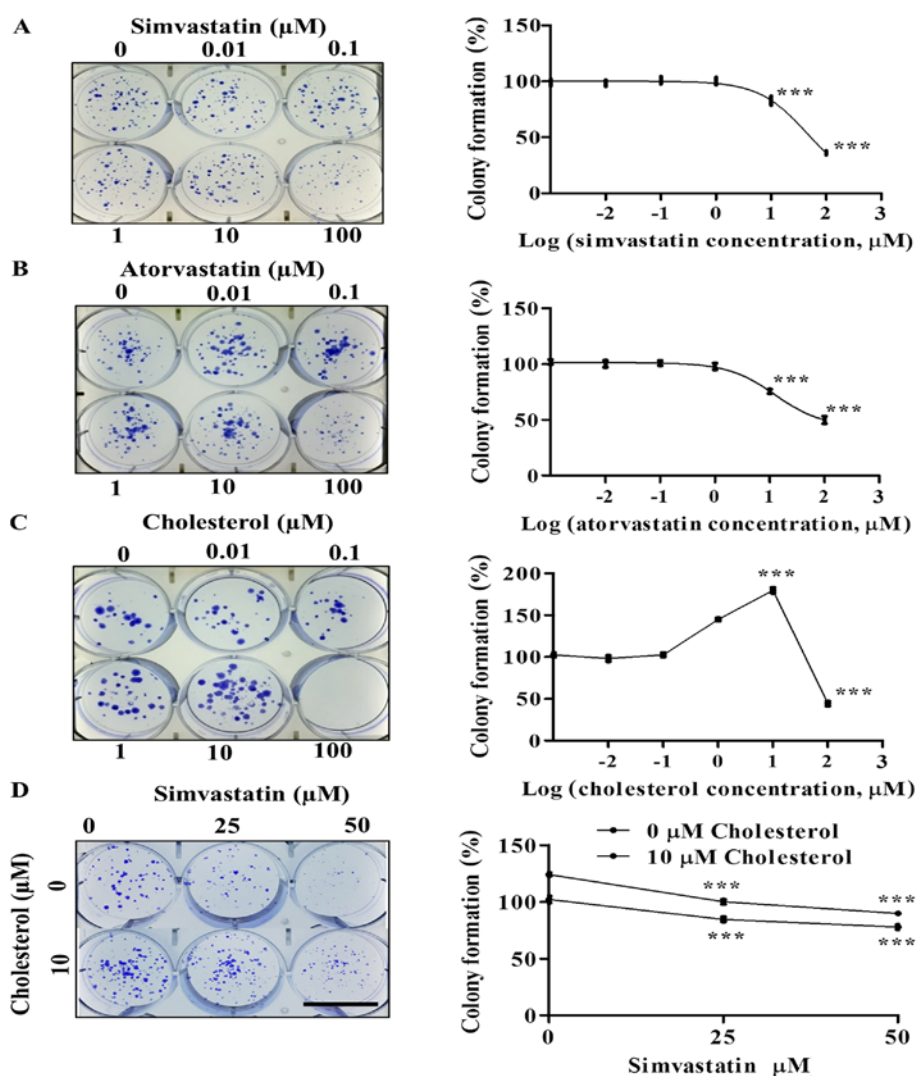 A
Simvastatin (μM)
0 0.01 0.1
1 10 100
Colony formation (%)
150
100
50
0
*** ***
-2 -1 0 1 2 3
Log (simvastatin concentration, μM)
B
Atorvastatin (μM)
0 0.01 0.1
1 10 100
Colony formation (%)
150
100
50
0
*** ***
-2 -1 0 1 2 3
Log (atorvastatin concentration, μM)
C
Cholesterol (μM)
0 0.01 0.1
1 10 100
Colony formation (%)
200
150
100
50
0
*** ***
-2 -1 0 1 2 3
Log (cholesterol concentration, μM)
D
Simvastatin (μM)
0 25 50
Cholesterol (μM)
0
10
Colony formation (%)
150
100
50
0
0 μM Cholesterol
10 μM Cholesterol
*** ***
*** ***
0 25 50
Simvastatin μM